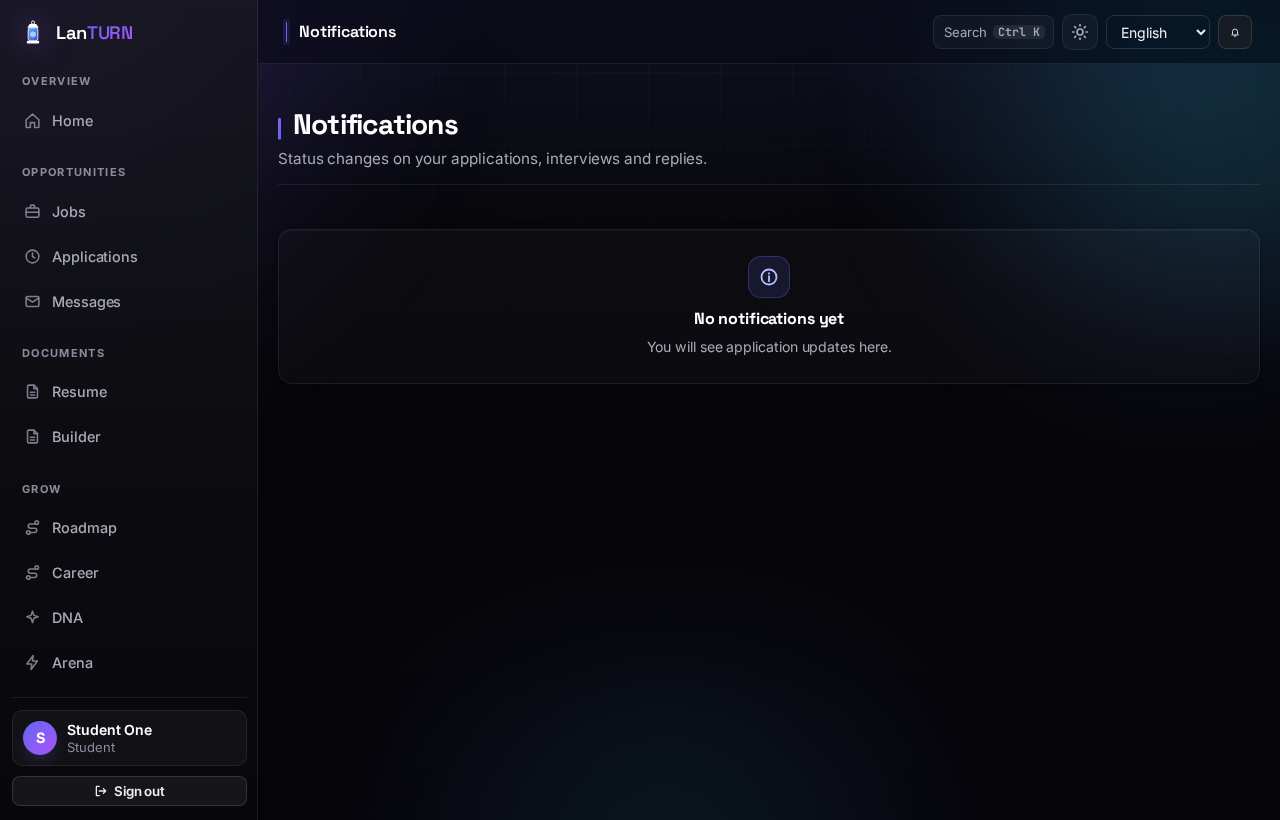 LanTURN
OVERVIEW
Home
OPPORTUNITIES
Jobs
Applications
Messages
DOCUMENTS
Resume
Builder
GROW
Roadmap
Career
DNA
Arena
S
Student One
Student
Sign out
Notifications
Search Ctrl K
English
Notifications
Status changes on your applications, interviews and replies.
No notifications yet
You will see application updates here.